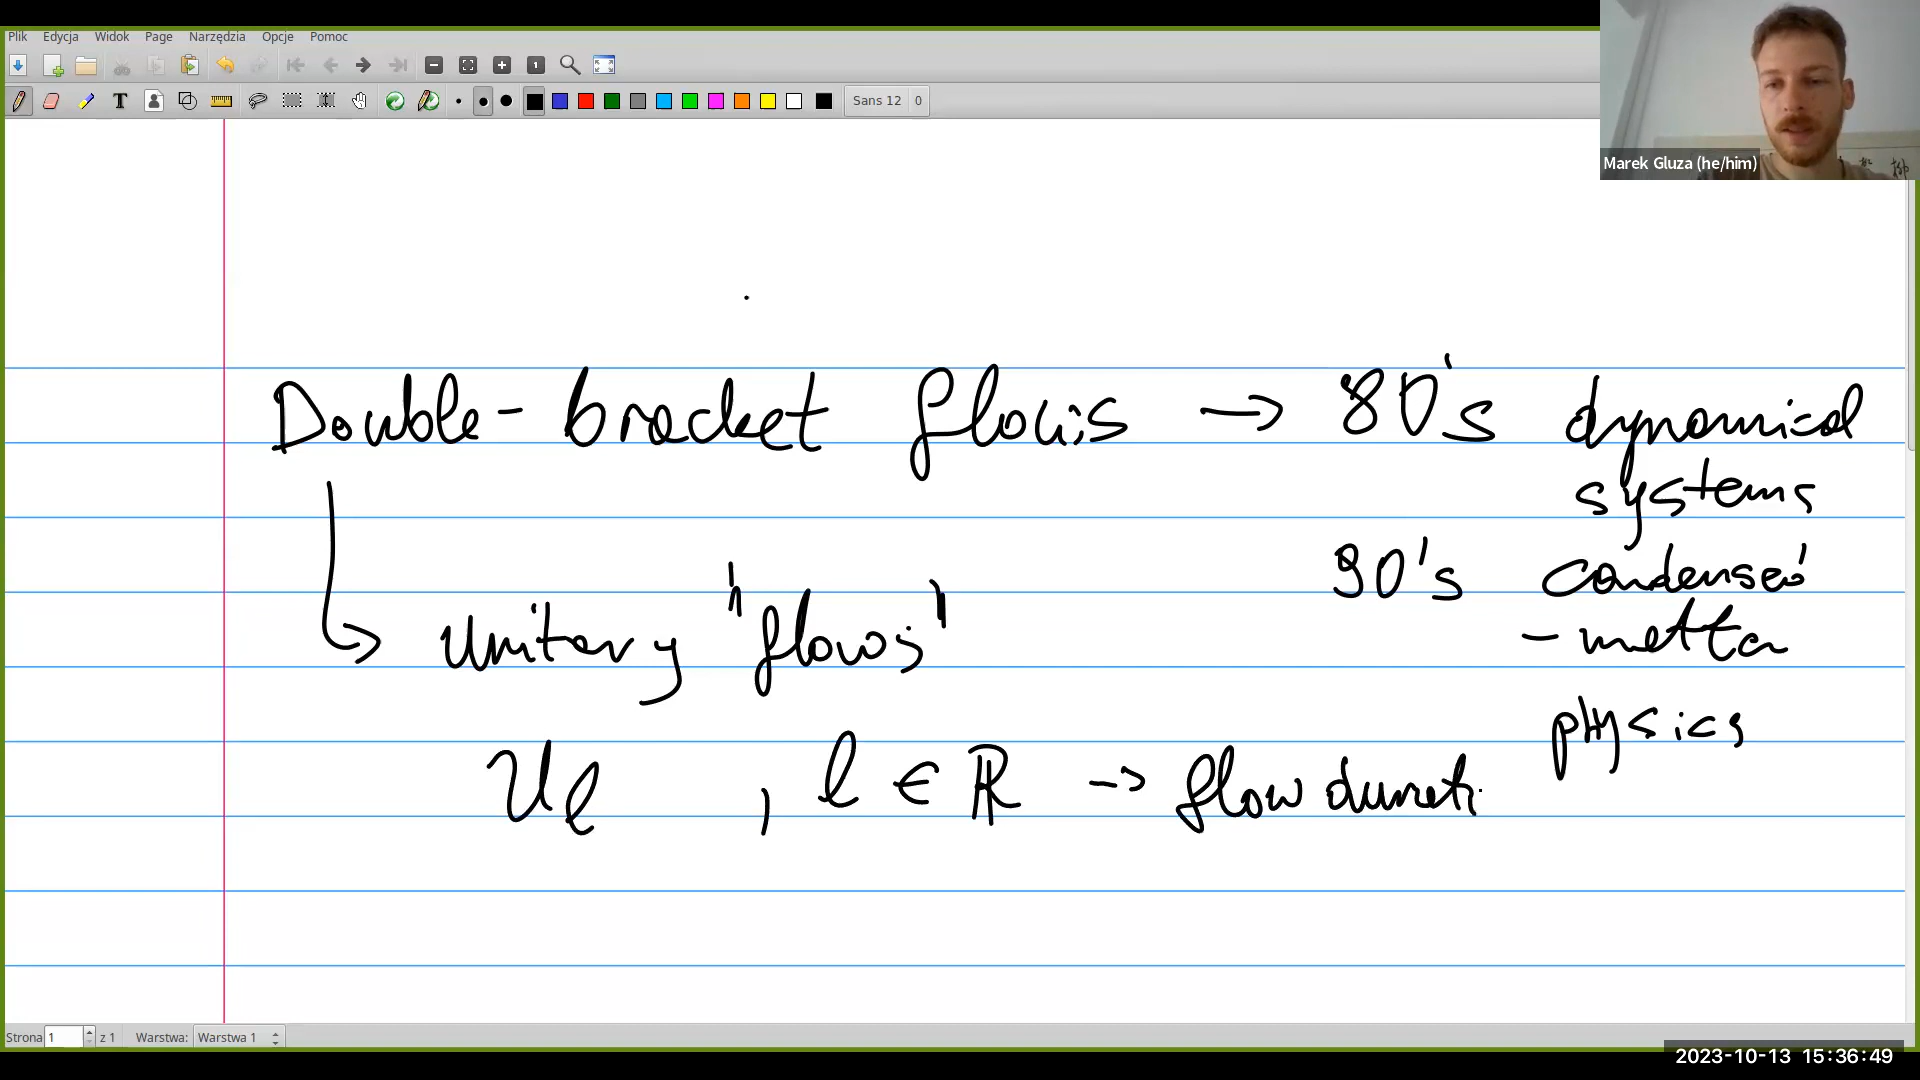 Plik Edycja Widok Page Narzędzia Opcje Pomoc
Sans 12 0
Marek Gluza (he/him)
Double-bracket flows → 80's dynamical
systems
90's condensed
- matter
physics
unitary "flows"
U_ℓ , ℓ ∈ ℝ → flow durati
Strona 1 z 1 Warstwa: Warstwa 1
2023-10-13 15:36:49